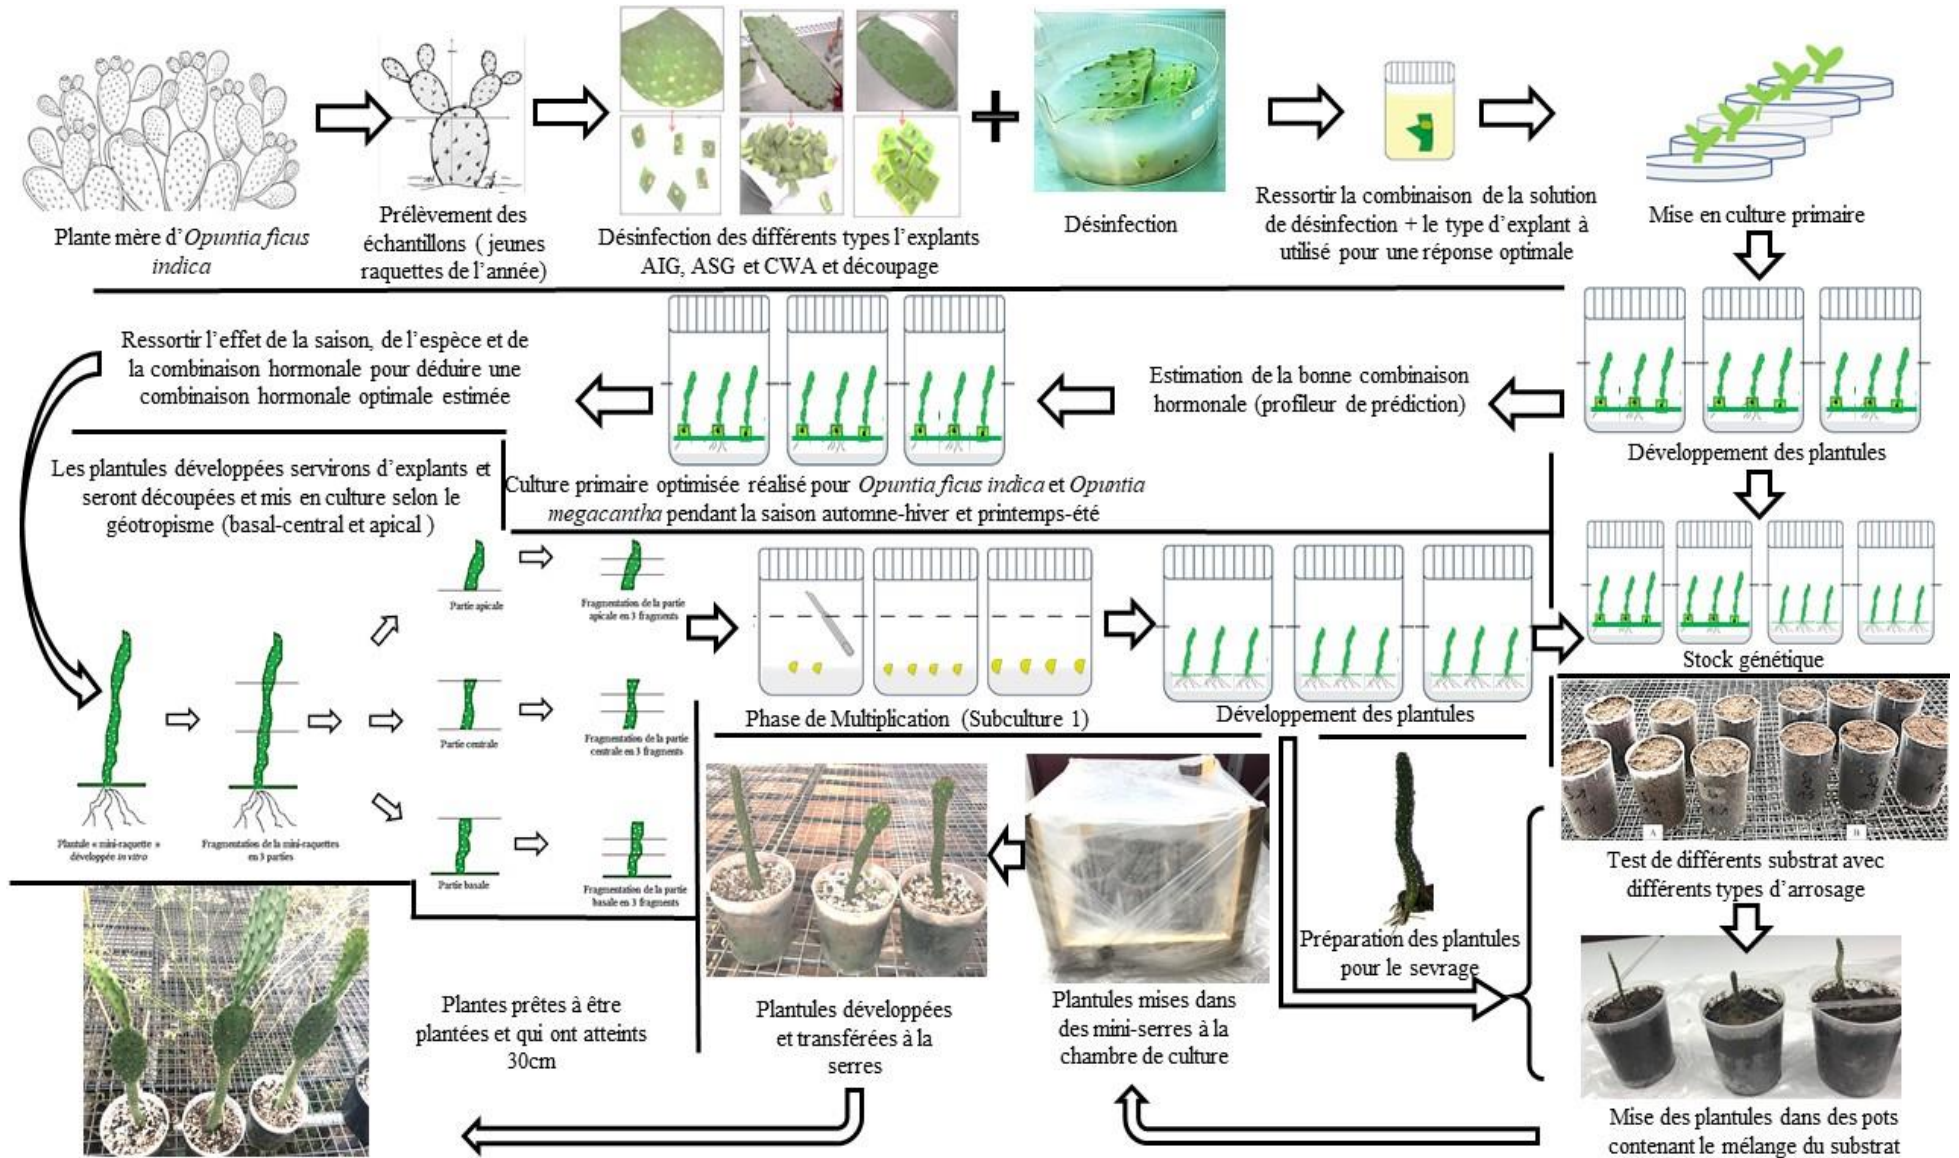 Plante mère d'Opuntia ficus
indica
Prélèvement des
échantillons ( jeunes
raquettes de l'année)
Désinfection des différents types l'explants
AIG, ASG et CWA et découpage
Désinfection
Ressortir la combinaison de la solution
de désinfection + le type d'explant à
utilisé pour une réponse optimale
Mise en culture primaire
Développement des plantules
Estimation de la bonne combinaison
hormonale (profileur de prédiction)
Culture primaire optimisée réalisé pour Opuntia ficus indica et Opuntia
megacantha pendant la saison automne-hiver et printemps-été
Ressortir l'effet de la saison, de l'espèce et de
la combinaison hormonale pour déduire une
combinaison hormonale optimale estimée
Les plantules développées servirons d'explants et
seront découpées et mis en culture selon le
géotropisme (basal-central et apical )
Plantule « mini-raquette »
développée in vitro
Fragmentation de la mini-raquettes
en 3 parties
Partie apicale
Fragmentation de la partie
apicale en 3 fragments
Partie centrale
Fragmentation de la partie
centrale en 3 fragments
Partie basale
Fragmentation de la partie
basale en 3 fragments
Phase de Multiplication (Subculture 1)
Développement des plantules
Stock génétique
A
B
Test de différents substrat avec
différents types d'arrosage
Préparation des plantules
pour le sevrage
Mise des plantules dans des pots
contenant le mélange du substrat
Plantules mises dans
des mini-serres à la
chambre de culture
Plantules développées
et transférées à la
serres
Plantes prêtes à être
plantées et qui ont atteints
30cm